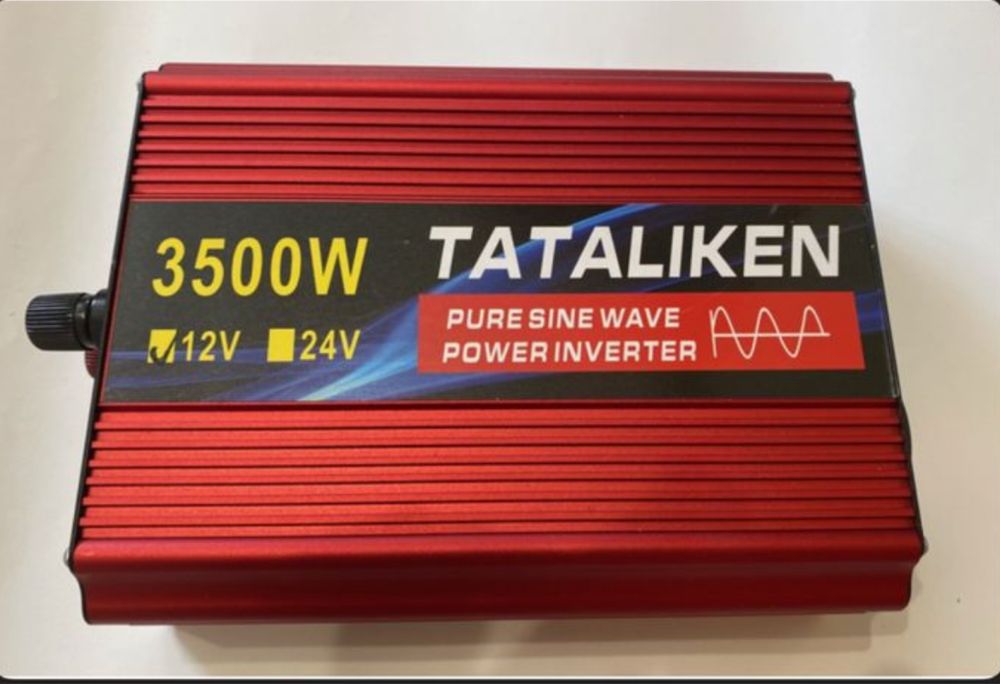 3500W
12V 24V
TATALIKEN
PURE SINE WAVE
POWER INVERTER